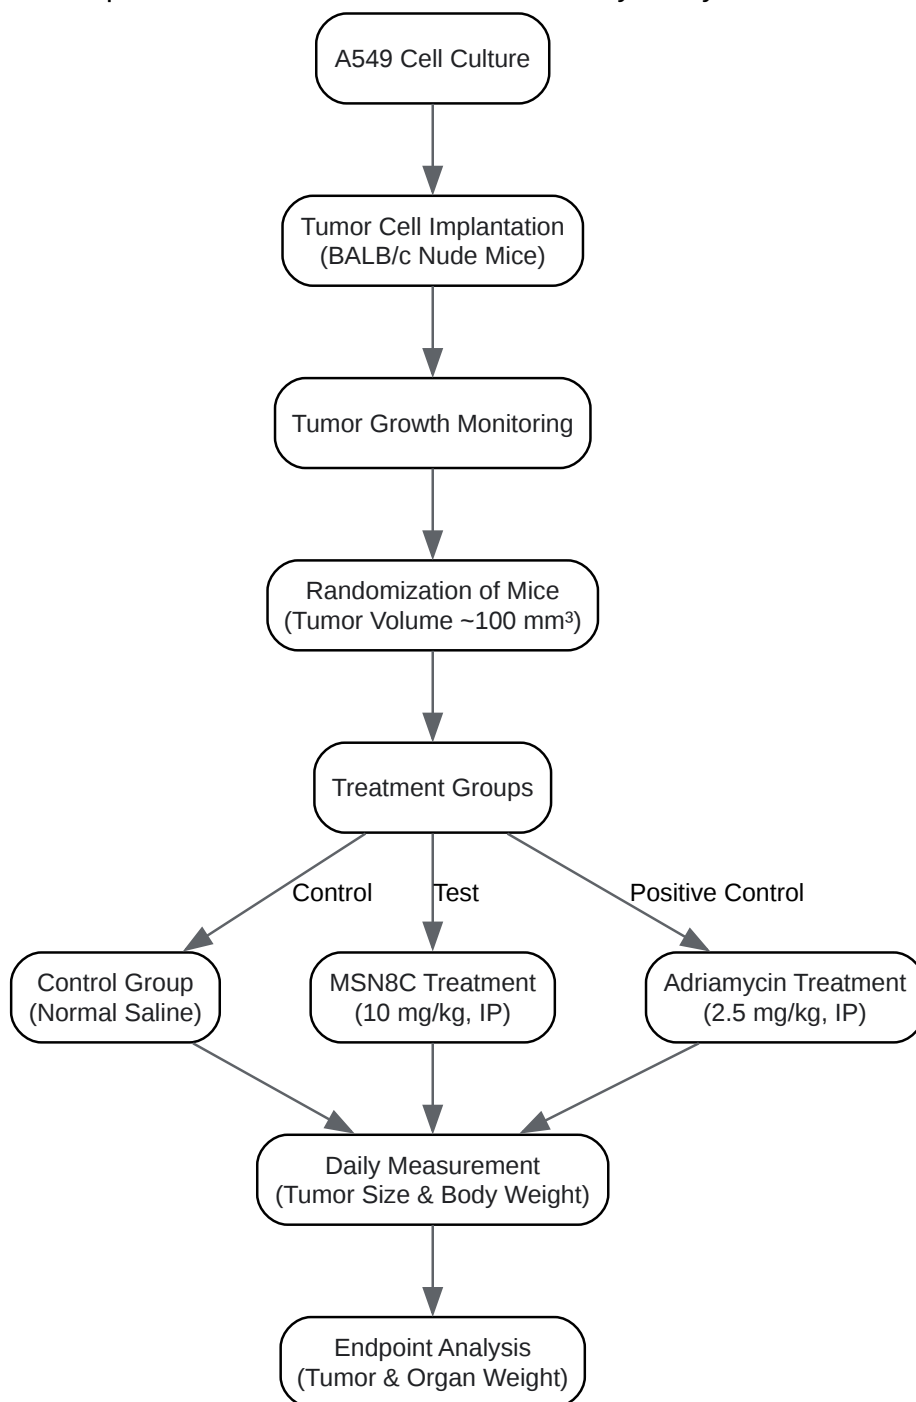 A549 Cell Culture
Tumor Cell Implantation
(BALB/c Nude Mice)
Tumor Growth Monitoring
Randomization of Mice
(Tumor Volume ~100 mm³)
Treatment Groups
Control
Test
Positive Control
Control Group
(Normal Saline)
MSN8C Treatment
(10 mg/kg, IP)
Adriamycin Treatment
(2.5 mg/kg, IP)
Daily Measurement
(Tumor Size & Body Weight)
Endpoint Analysis
(Tumor & Organ Weight)